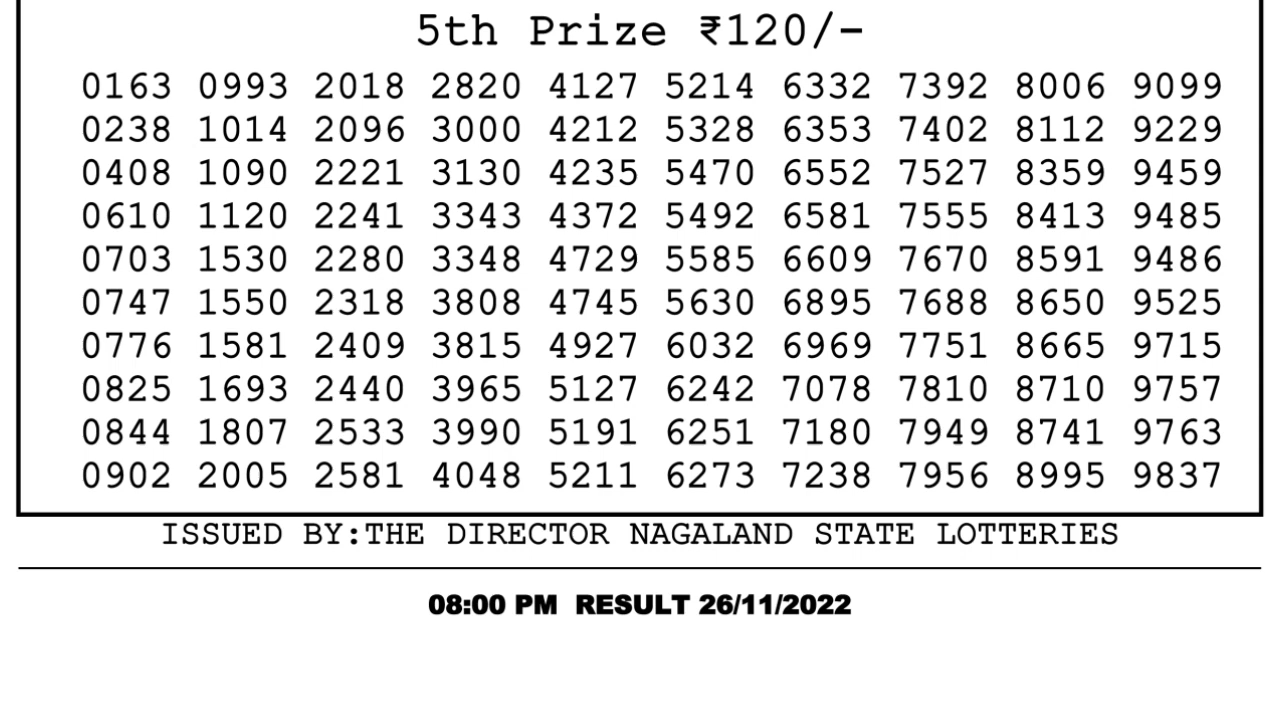 5th Prize ₹120/-
0163 0993 2018 2820 4127 5214 6332 7392 8006 9099
0238 1014 2096 3000 4212 5328 6353 7402 8112 9229
0408 1090 2221 3130 4235 5470 6552 7527 8359 9459
0610 1120 2241 3343 4372 5492 6581 7555 8413 9485
0703 1530 2280 3348 4729 5585 6609 7670 8591 9486
0747 1550 2318 3808 4745 5630 6895 7688 8650 9525
0776 1581 2409 3815 4927 6032 6969 7751 8665 9715
0825 1693 2440 3965 5127 6242 7078 7810 8710 9757
0844 1807 2533 3990 5191 6251 7180 7949 8741 9763
0902 2005 2581 4048 5211 6273 7238 7956 8995 9837
ISSUED BY:THE DIRECTOR NAGALAND STATE LOTTERIES
08:00 PM RESULT 26/11/2022